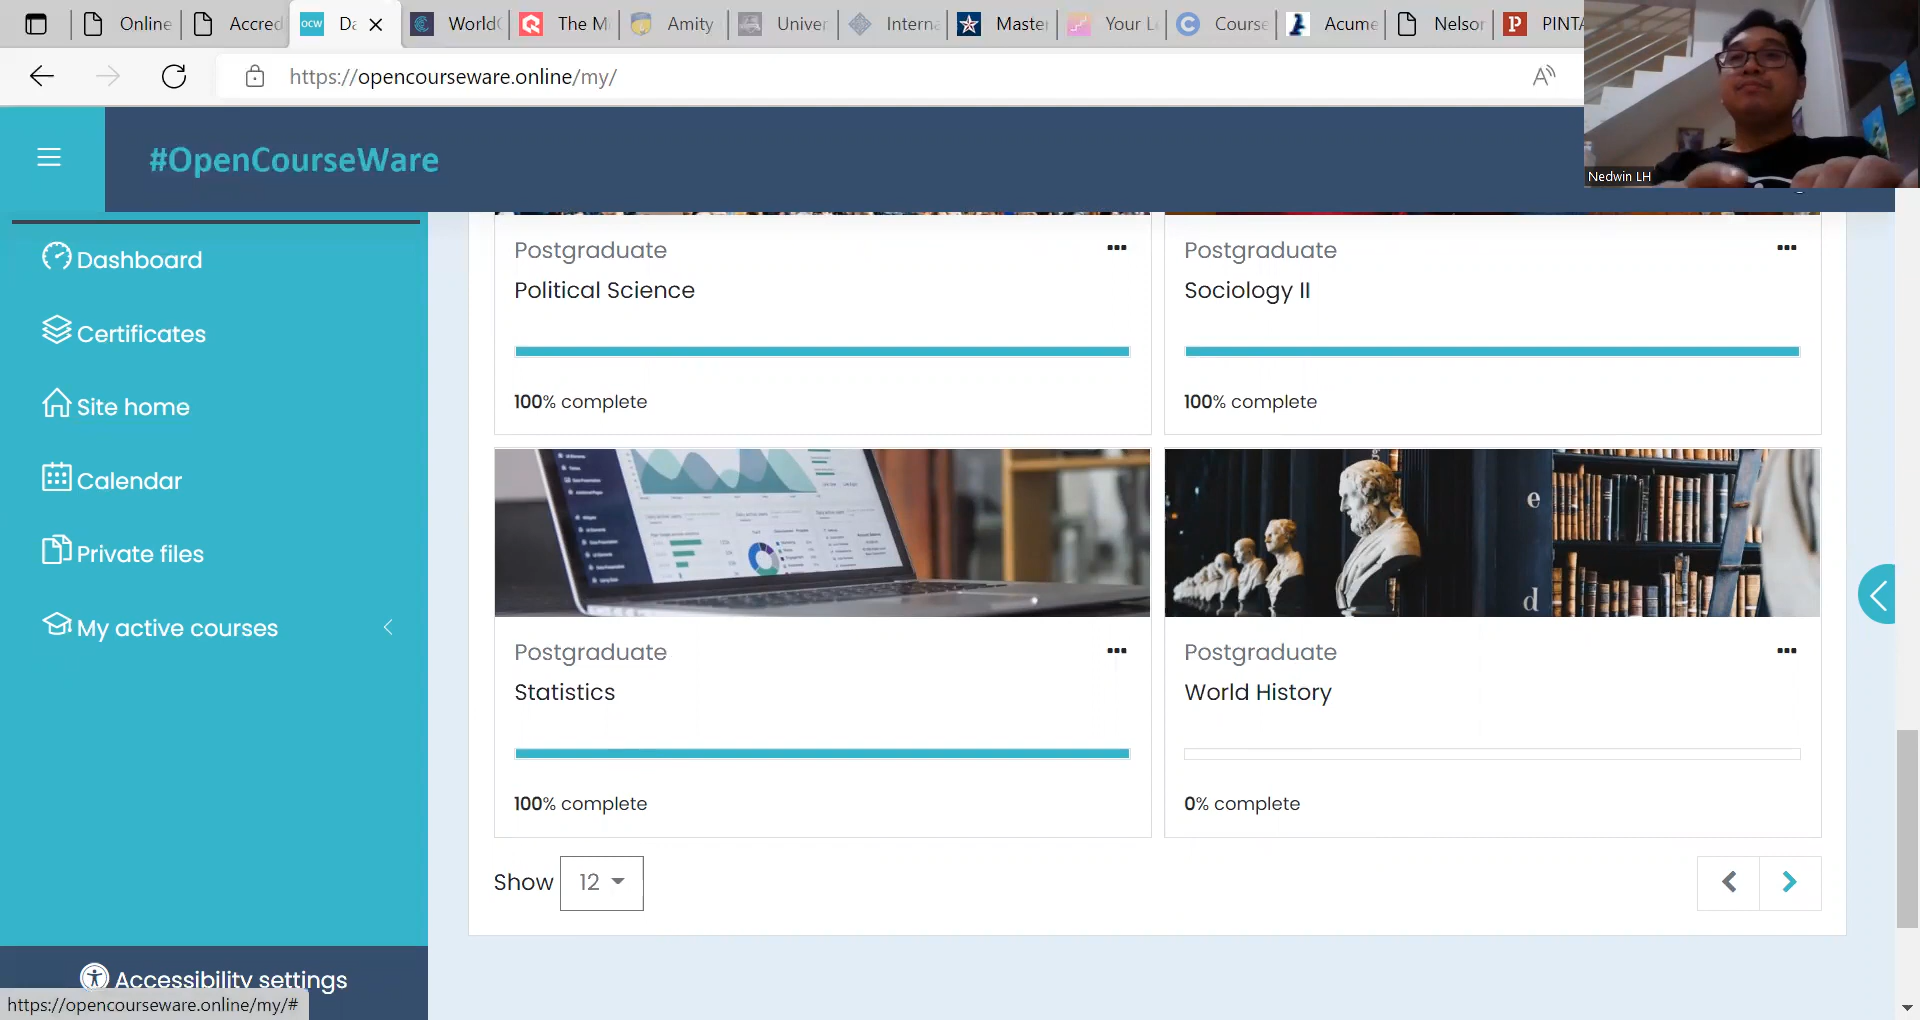 Online
Accred
OCW
Da
World
The Mi
Amity
Univer
Interna
Master
Your Le
Course
Acume
Nelson
PINTA
https://opencourseware.online/my/
Nedwin LH
#OpenCourseWare
Dashboard
Certificates
Site home
Calendar
Private files
My active courses
Accessibility settings
https://opencourseware.online/my/#
Postgraduate
Political Science
100% complete
Postgraduate
Sociology II
100% complete
e
d
Postgraduate
Statistics
100% complete
Postgraduate
World History
0% complete
Show 12